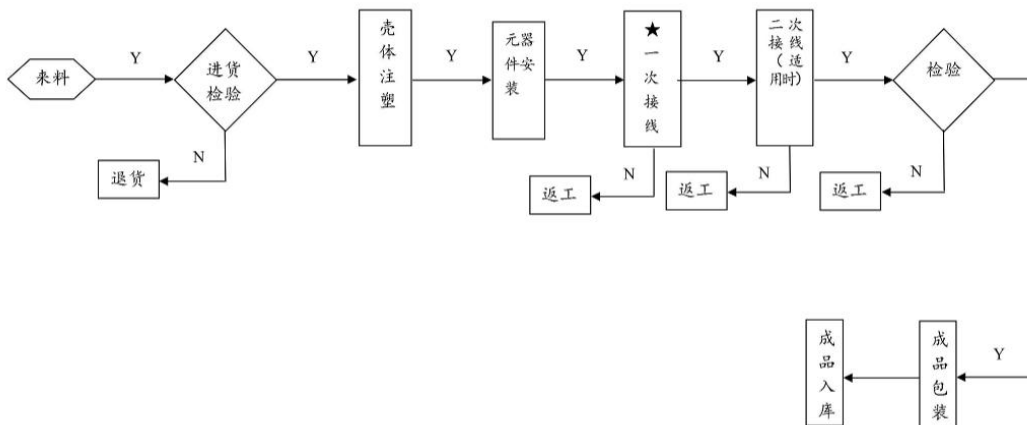 来料
Y
进货
检验
Y
壳
体
注
塑
Y
元器
件安
装
Y
★
一
次
接
线
Y
二次
接线
（适
用时）
Y
检验
N
退货
N
返工
N
返工
N
返工
成
品
入
库
成
品
包
装
Y